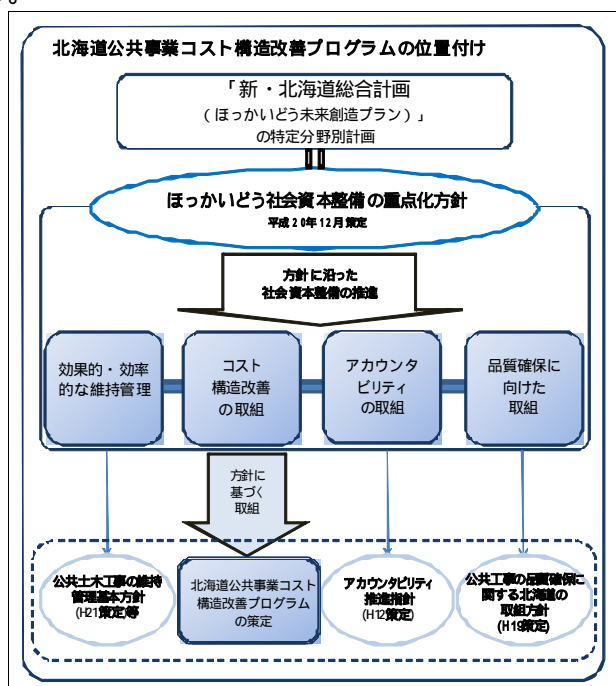 北海道公共事業コスト構造改善プログラムの位置付け
「新・北海道総合計画
(ほっかいどう未来創造プラン)」
の特定分野別計画
ほっかいどう社会資本整備の重点化方針
平成20年12月策定
方針に沿った
社会資本整備の推進
効果的・効率
的な維持管理
コスト
構造改善
の取組
アカウンタ
ビリティ
の取組
品質確保に
向けた
取組
方針に
基づく
取組
公共土木工事の維持
管理基本方針
(H21策定)等
北海道公共事業コスト
構造改善プログラム
の策定
アカウンタビリティ
推進指針
(H12策定)
公共工事の品質確保に
関する北海道の
取組方針
(H19策定)